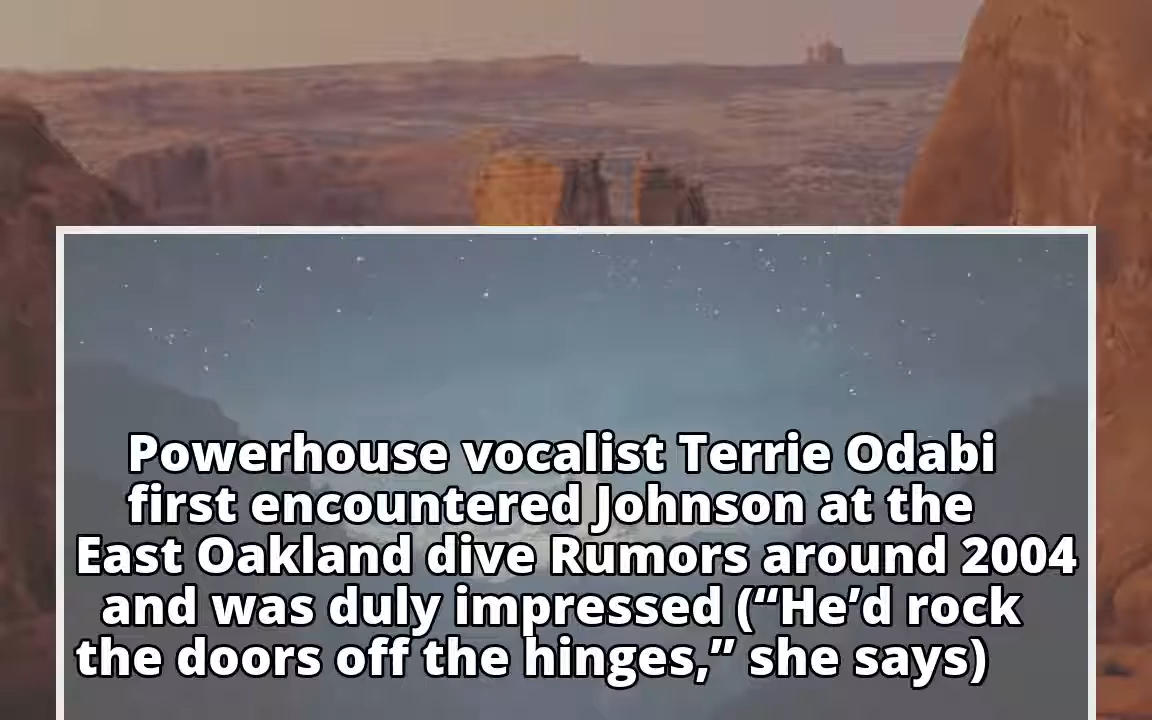 Powerhouse vocalist Terrie Odabi
first encountered Johnson at the
East Oakland dive Rumors around 2004
and was duly impressed (“He’d rock
the doors off the hinges,” she says)